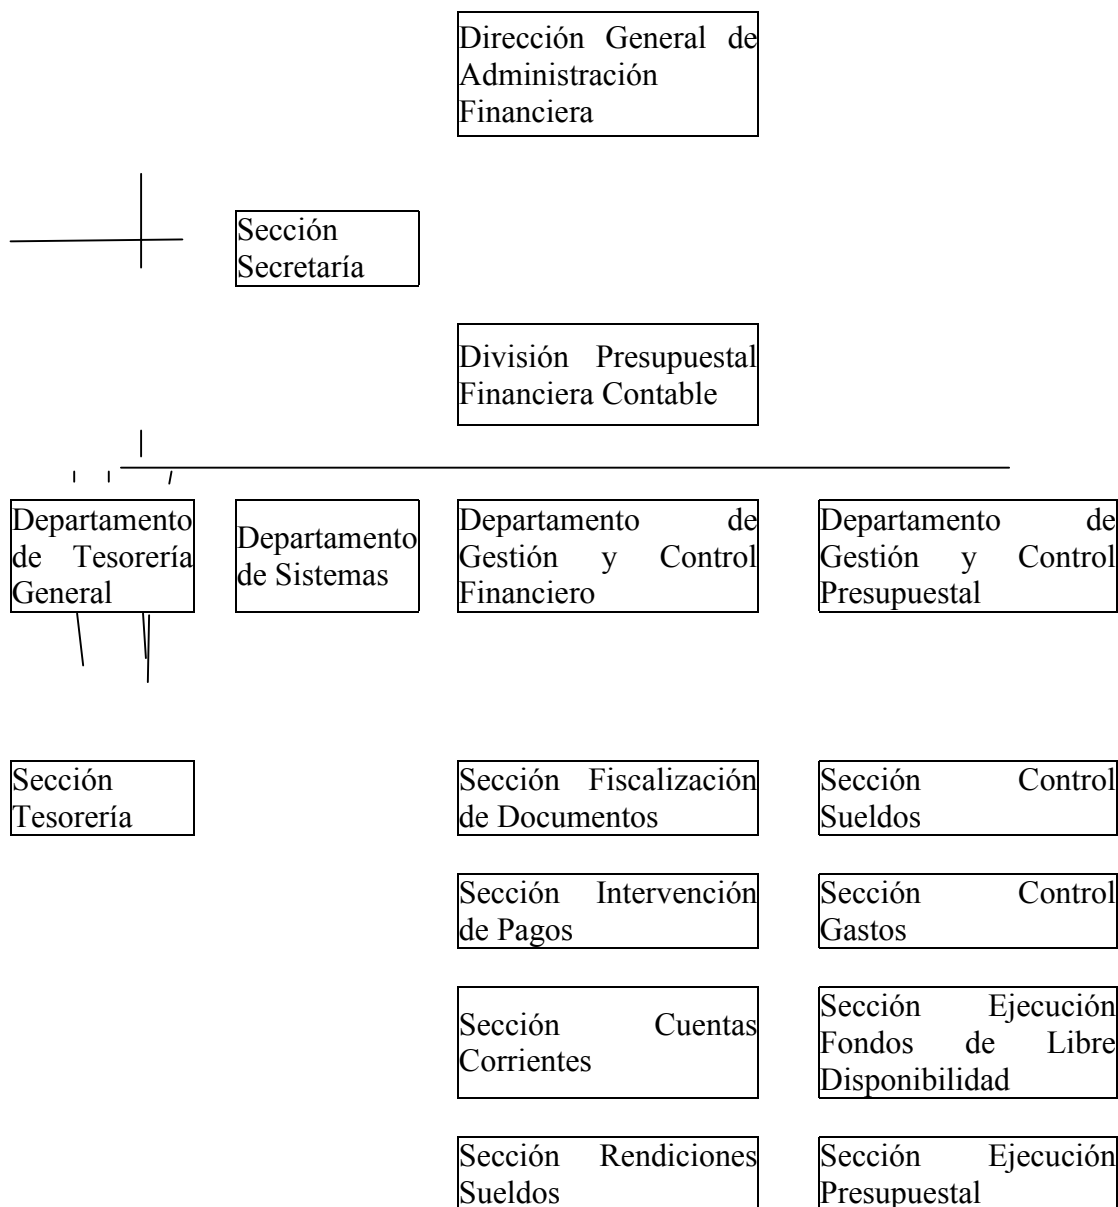 Dirección General de
Administración
Financiera
Sección
Secretaría
División Presupuestal
Financiera Contable
Departamento
de Tesorería
General
Departamento
de Sistemas
Departamento de
Gestión y Control
Financiero
Departamento de
Gestión y Control
Presupuestal
Sección
Tesorería
Sección Fiscalización
de Documentos
Sección Control
Sueldos
Sección Intervención
de Pagos
Sección Control
Gastos
Sección Cuentas
Corrientes
Sección Ejecución
Fondos de Libre
Disponibilidad
Sección Rendiciones
Sueldos
Sección Ejecución
Presupuestal